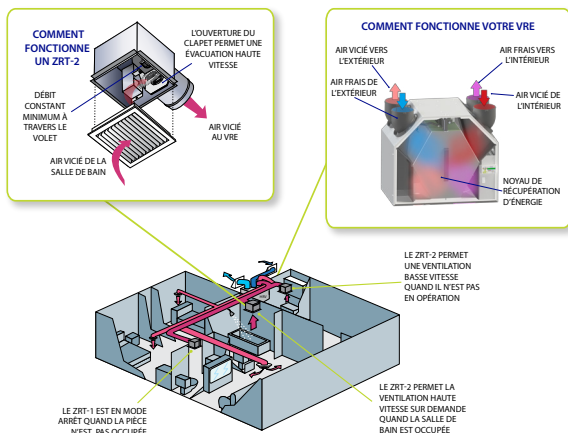 COMMENT
FONCTIONNE
UN ZRT-2
L'OUVERTURE DU
CLAPET PERMET UNE
ÉVACUATION HAUTE
VITESSE
DÉBIT
CONSTANT
MINIMUM À
TRAVERS LE
VOLET
AIR VICIÉ
AU VRE
AIR VICIÉ DE LA
SALLE DE BAIN
COMMENT FONCTIONNE VOTRE VRE
AIR VICIÉ VERS
L'EXTÉRIEUR
AIR FRAIS VERS
L'INTÉRIEUR
AIR FRAIS DE
L'EXTÉRIEUR
AIR VICIÉ DE
L'INTÉRIEUR
NOYAU DE
RÉCUPÉRATION
D'ÉNERGIE
LE ZRT-2 PERMET
UNE VENTILATION
BASSE VITESSE
QUAND IL N'EST PAS
EN OPÉRATION
LE ZRT-2 PERMET LA
VENTILATION HAUTE
VITESSE SUR DEMANDE
QUAND LA SALLE DE
BAIN EST OCCUPÉE
LE ZRT-1 EST EN MODE
ARRÊT QUAND LA PIÈCE
N'EST PAS OCCUPÉE